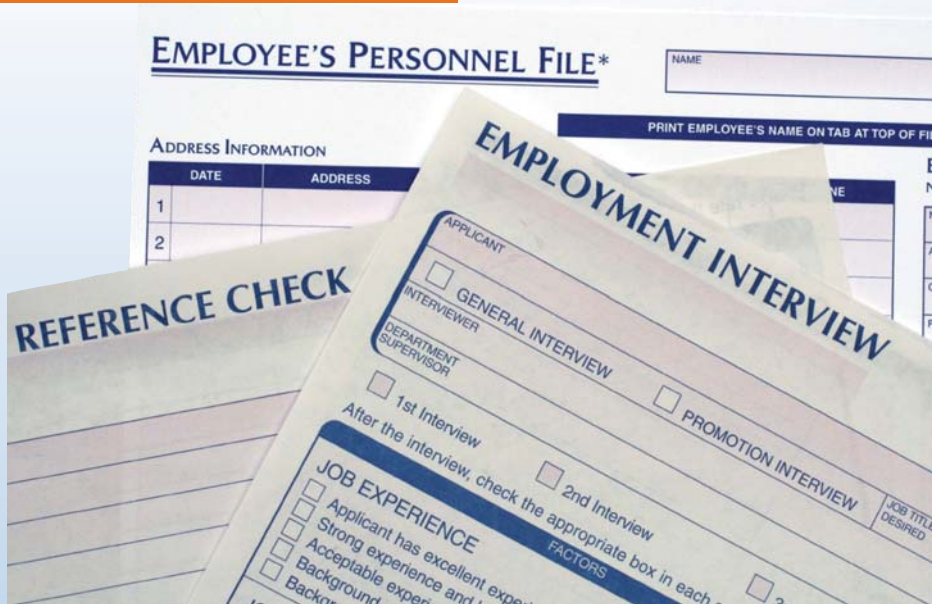 EMPLOYEE'S PERSONNEL FILE*
NAME
PRINT EMPLOYEE'S NAME ON TAB AT TOP OF
ADDRESS INFORMATION
DATE ADDRESS
1
2
REFERENCE CHECK
EMPLOYMENT INTERVIEW
APPLICANT
GENERAL INTERVIEW
PROMOTION INTERVIEW
INTERVIEWER
JOB TITLE
DESIRED
DEPARTMENT
SUPERVISOR
1st Interview
2nd Interview
After the interview, check the appropriate box in each
FACTORS
JOB EXPERIENCE
Applicant has excellent
Strong experience and
Acceptable
Background